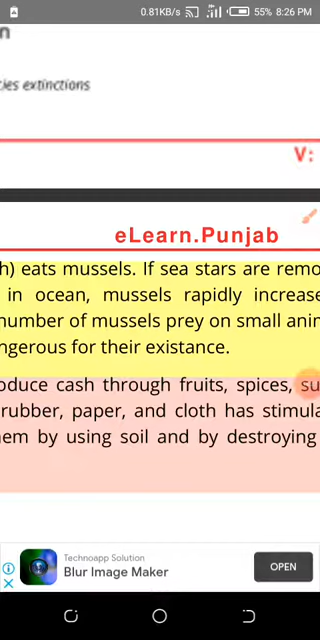 0.81KB/s 55% 8:26 PM
cies extinctions
V:
eLearn.Punjab
h) eats mussels. If sea stars are remo
in ocean, mussels rapidly increase
number of mussels prey on small anin
ngerous for their existance.
oduce cash through fruits, spices, su
rubber, paper, and cloth has stimula
em by using soil and by destroying
Technoapp Solution
Blur Image Maker
OPEN